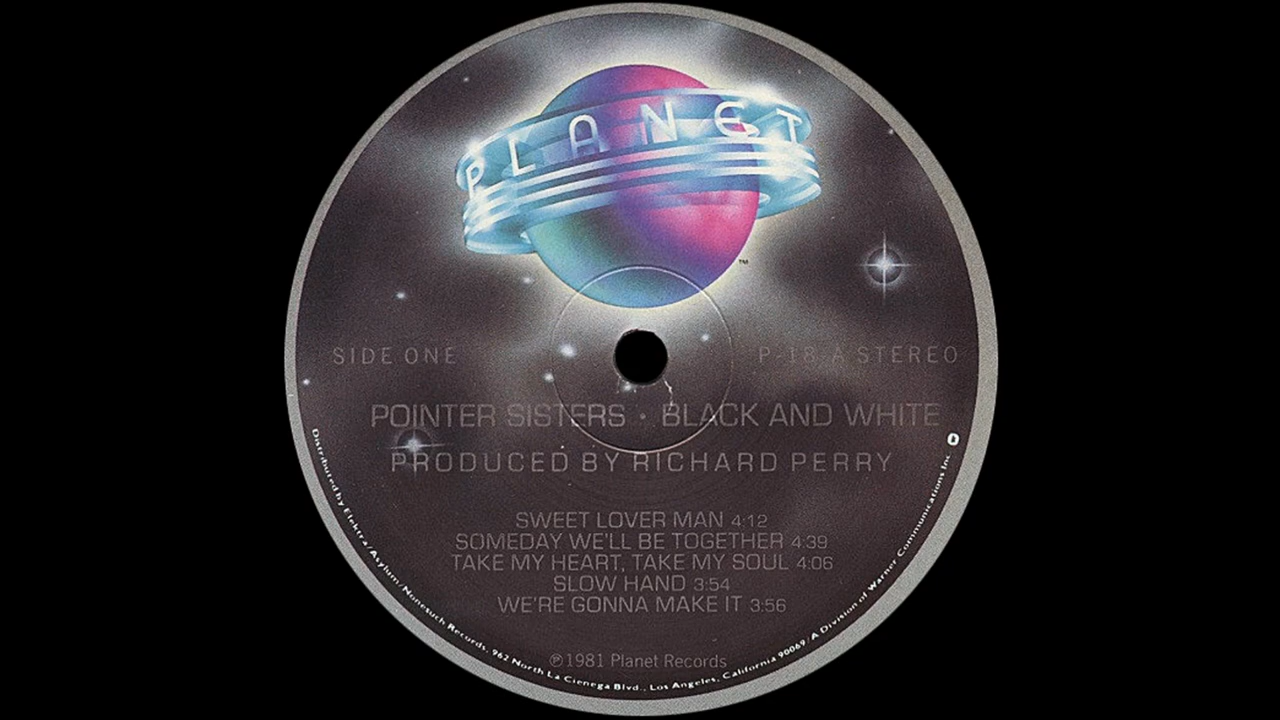 PLANET
™
SIDE ONE
P-18-A STEREO
POINTER SISTERS · BLACK AND WHITE
PRODUCED BY RICHARD PERRY
SWEET LOVER MAN 4:12
SOMEDAY WE'LL BE TOGETHER 4:39
TAKE MY HEART, TAKE MY SOUL 4:06
SLOW HAND 3:54
WE'RE GONNA MAKE IT 3:56
℗1981 Planet Records
Distributed by Elektra/Asylum/Nonesuch Records, 962 North La Cienega Blvd., Los Angeles, California 90069/A Division of Warner Communications Inc.